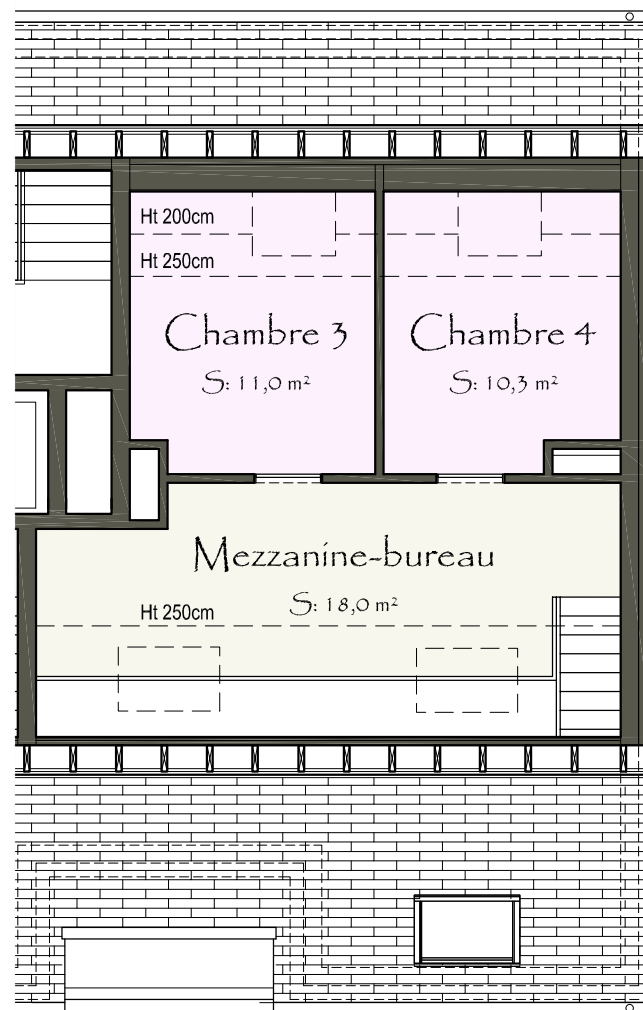 Ht 200cm
Ht 250cm
Chambre 3
S: 11,0 m²
Chambre 4
S: 10,3 m²
Mezzanine-bureau
S: 18,0 m²
Ht 250cm